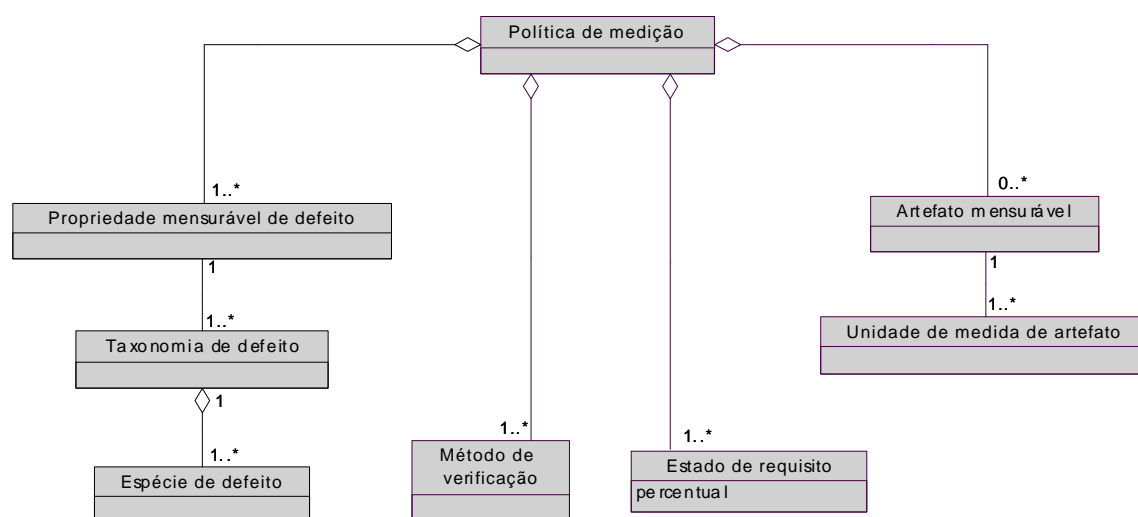 Política de medição
1..*
0..*
Propriedade mensurável de defeito
Artefato mensurável
1
1
1..*
1..*
Taxonomia de defeito
Unidade de medida de artefato
1
1..*
1..*
1..*
Espécie de defeito
Método de
verificação
Estado de requisito
percentual